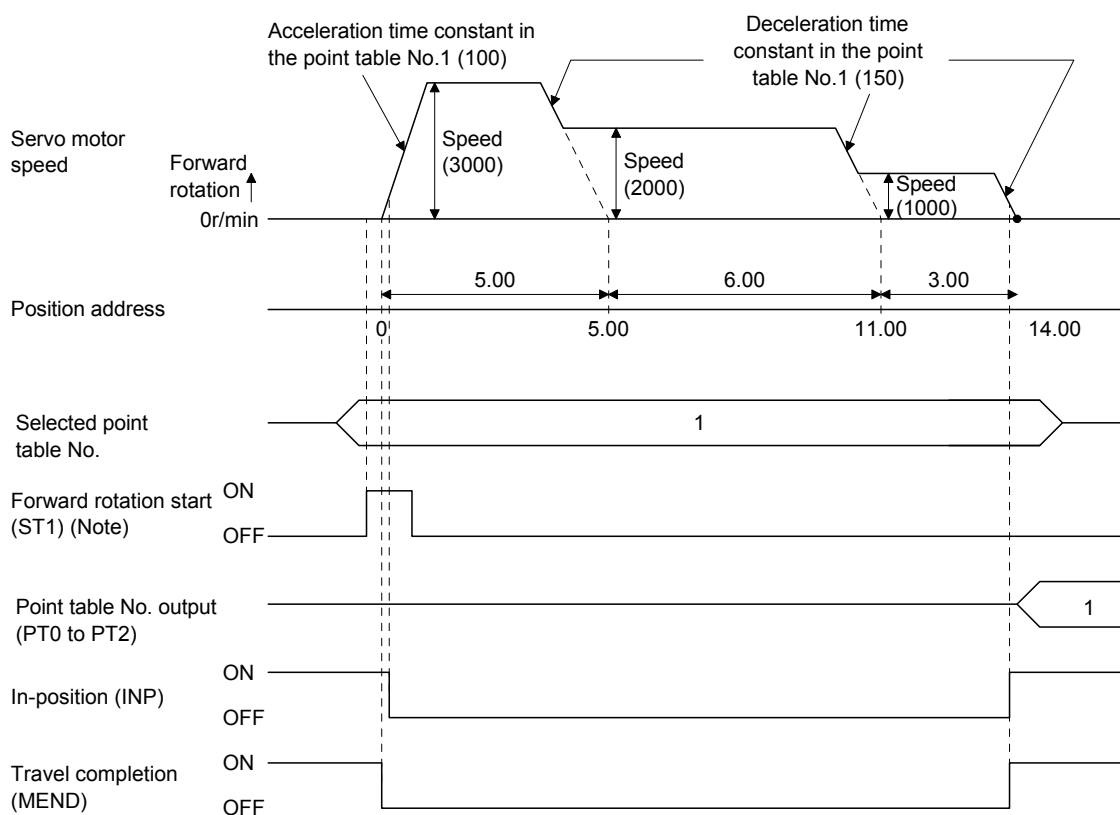 Acceleration time constant in
the point table No.1 (100)
Deceleration time
constant in the point
table No.1 (150)
Servo motor
speed
Forward
rotation
0r/min
Speed
(3000)
Speed
(2000)
Speed
(1000)
5.00
6.00
3.00
Position address
0
5.00
11.00
14.00
Selected point
table No.
1
Forward rotation start
(ST1) (Note)
ON
OFF
Point table No. output
(PT0 to PT2)
1
In-position (INP)
ON
OFF
Travel completion
(MEND)
ON
OFF